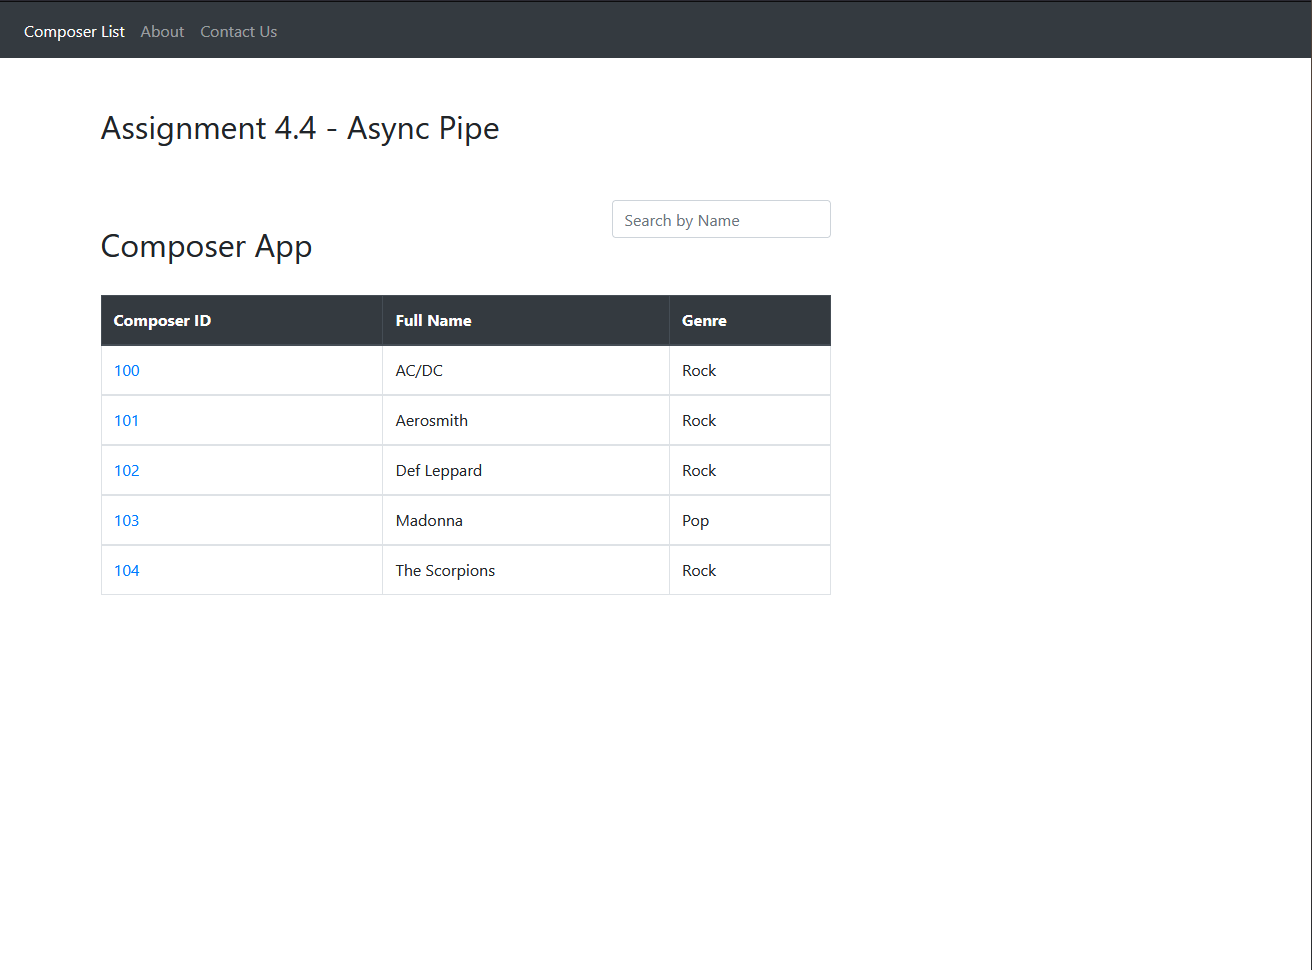 Composer List About Contact Us
Assignment 4.4 - Async Pipe
Search by Name
Composer App
Composer ID Full Name Genre
100 AC/DC Rock
101 Aerosmith Rock
102 Def Leppard Rock
103 Madonna Pop
104 The Scorpions Rock